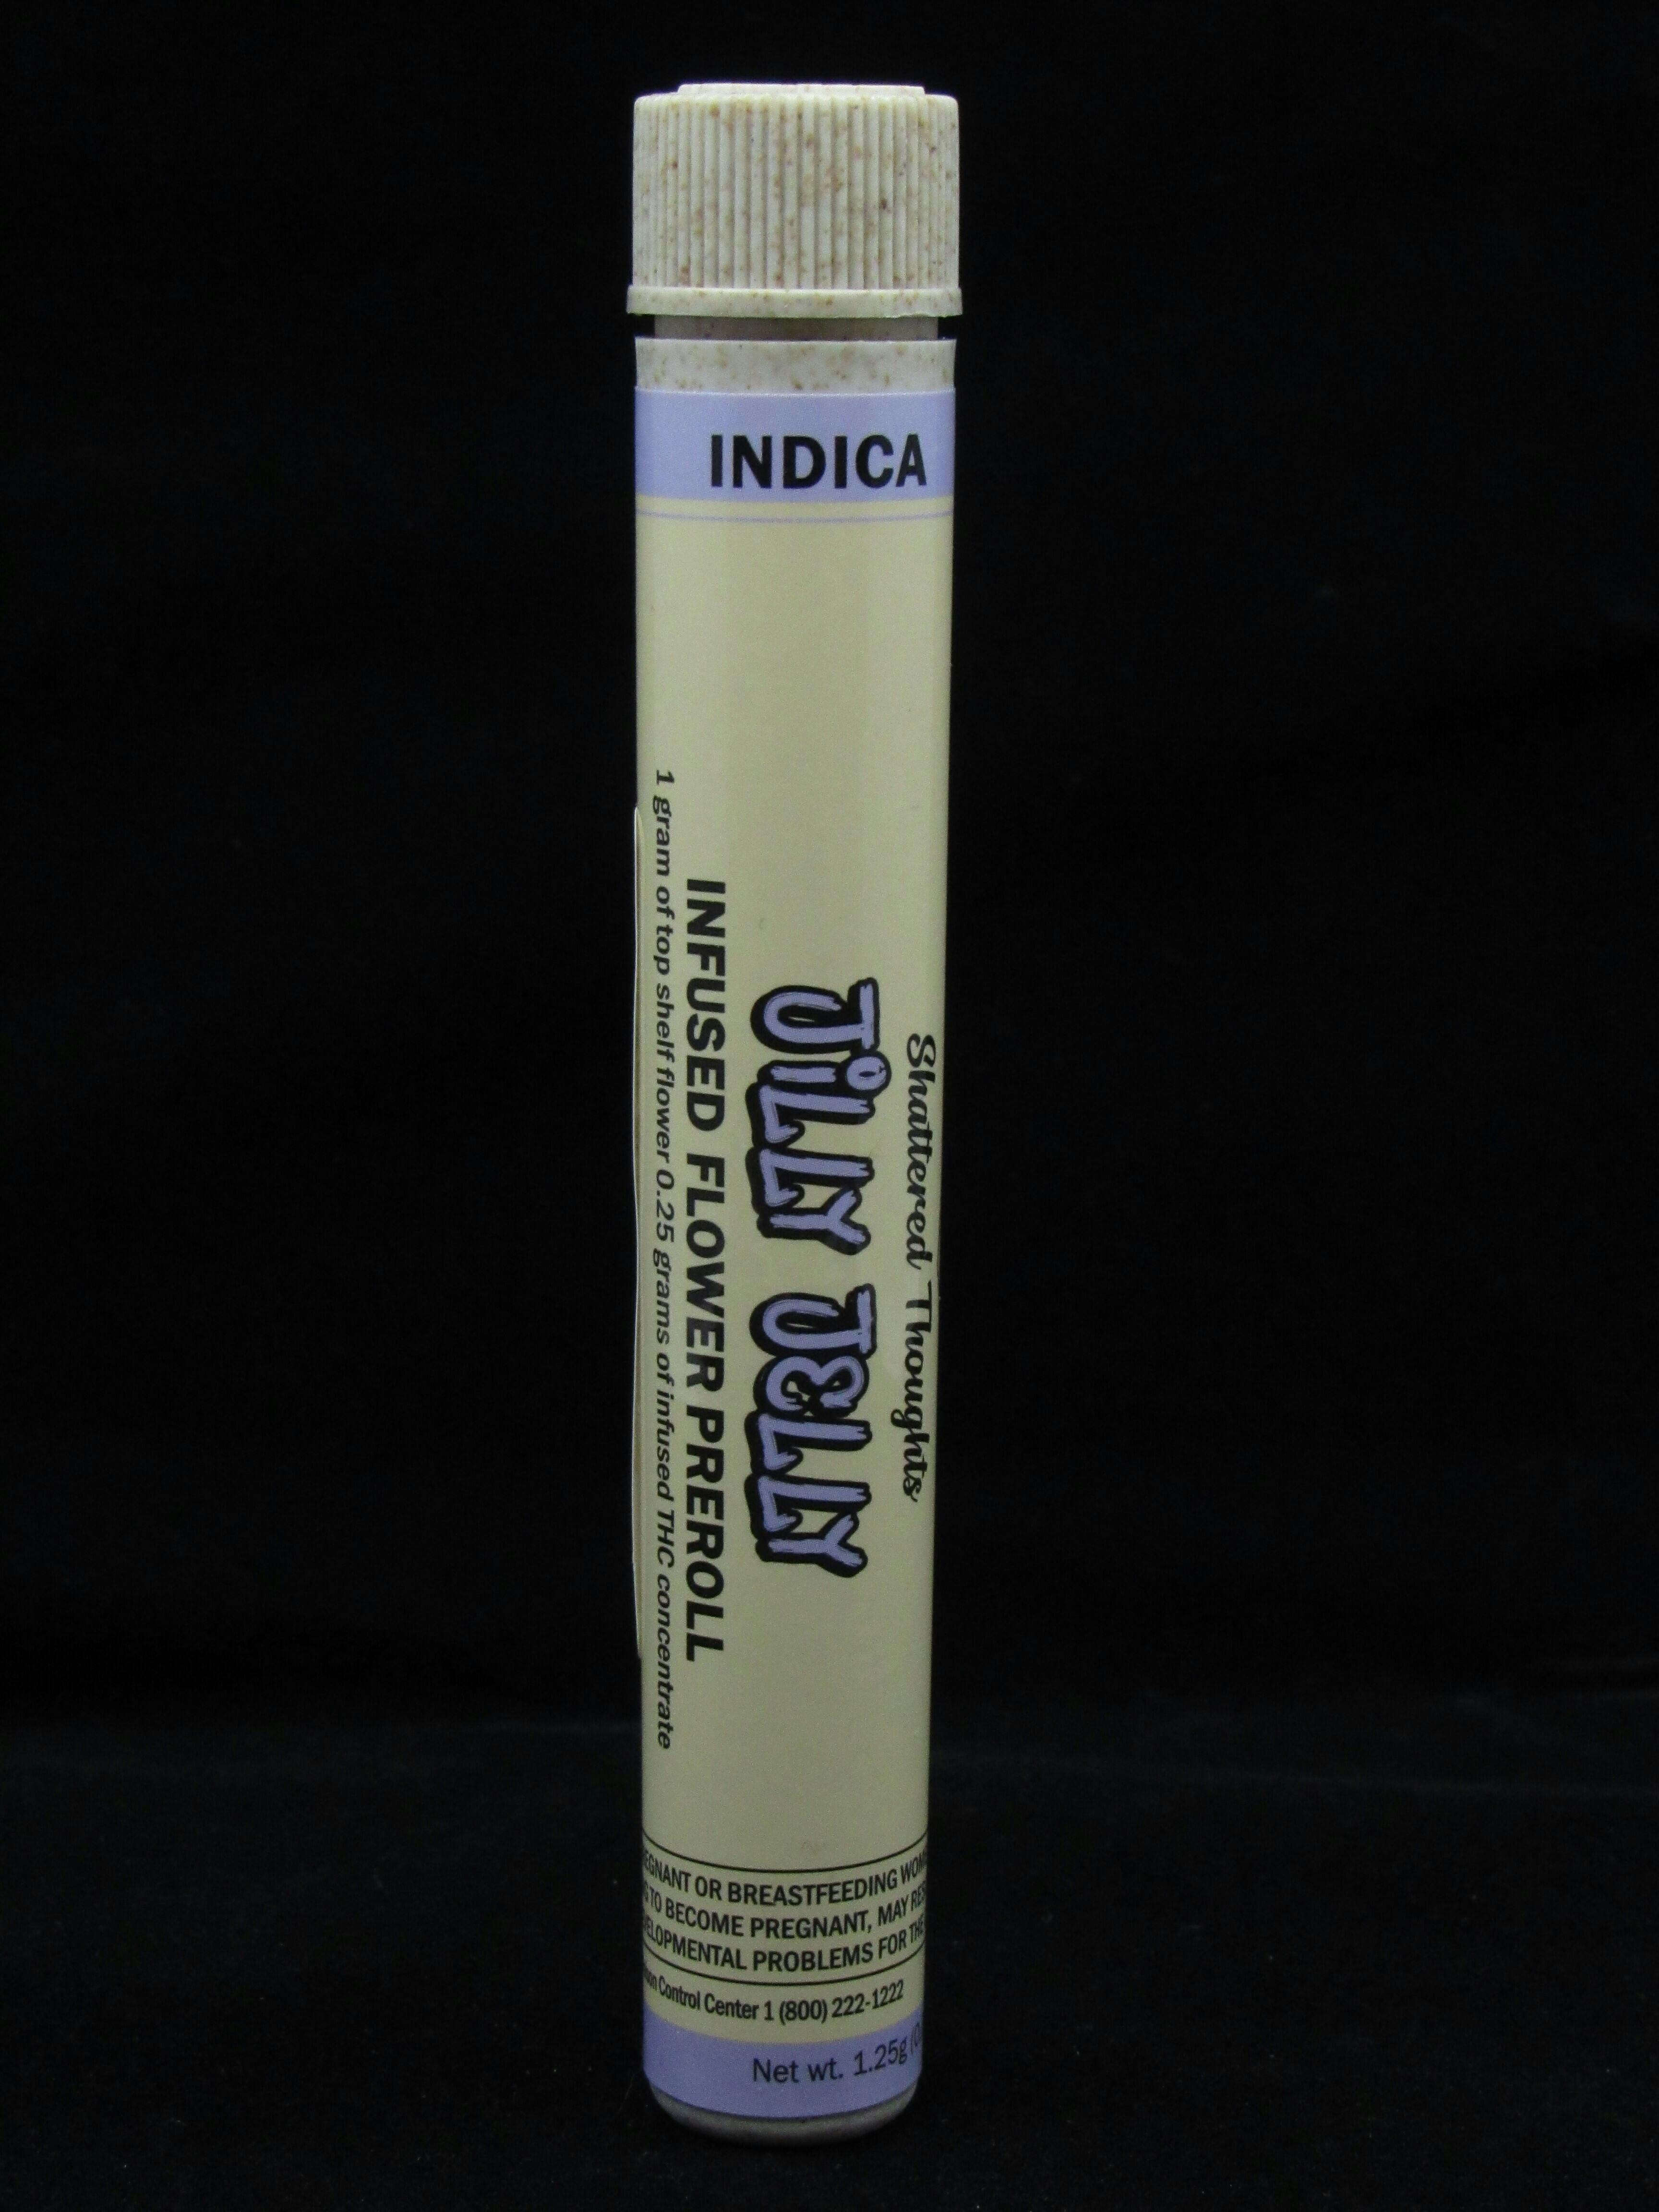 INDICA
Shattered Thoughts
JiLLY JELLY
INFUSED FLOWER PREROLL
1 gram of top shelf flower 0.25 grams of infused THC concentrate
OR BREASTFEEDING
TO BECOME PREGNANT, MAY
PROBLEMS FOR
Control Center 1 (800) 222-1222
Net wt. 1.25g